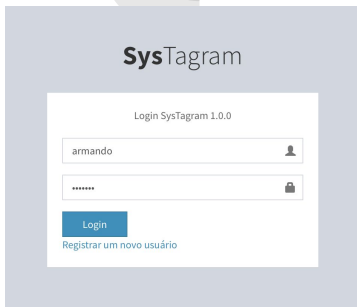 SysTagram
Login SysTagram 1.0.0
armando
•••••••
Login
Registrar um novo usuário